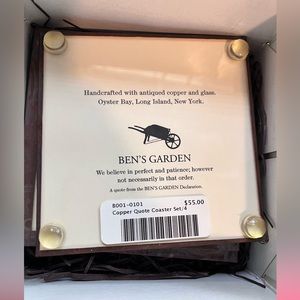 Handcrafted with antiqued copper and glass.
Oyster Bay, Long Island, New York.
BEN'S GARDEN
We believe in perfect and patience; however
not necessarily in that order.
A quote from the BEN'S GARDEN Declaration.
B001-0101 $55.00
Copper Quote Coaster Set/4